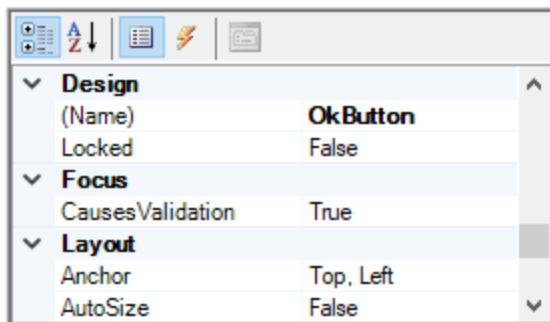 A Z
Design
(Name) OkButton
Locked False
Focus
CausesValidation True
Layout
Anchor Top, Left
AutoSize False